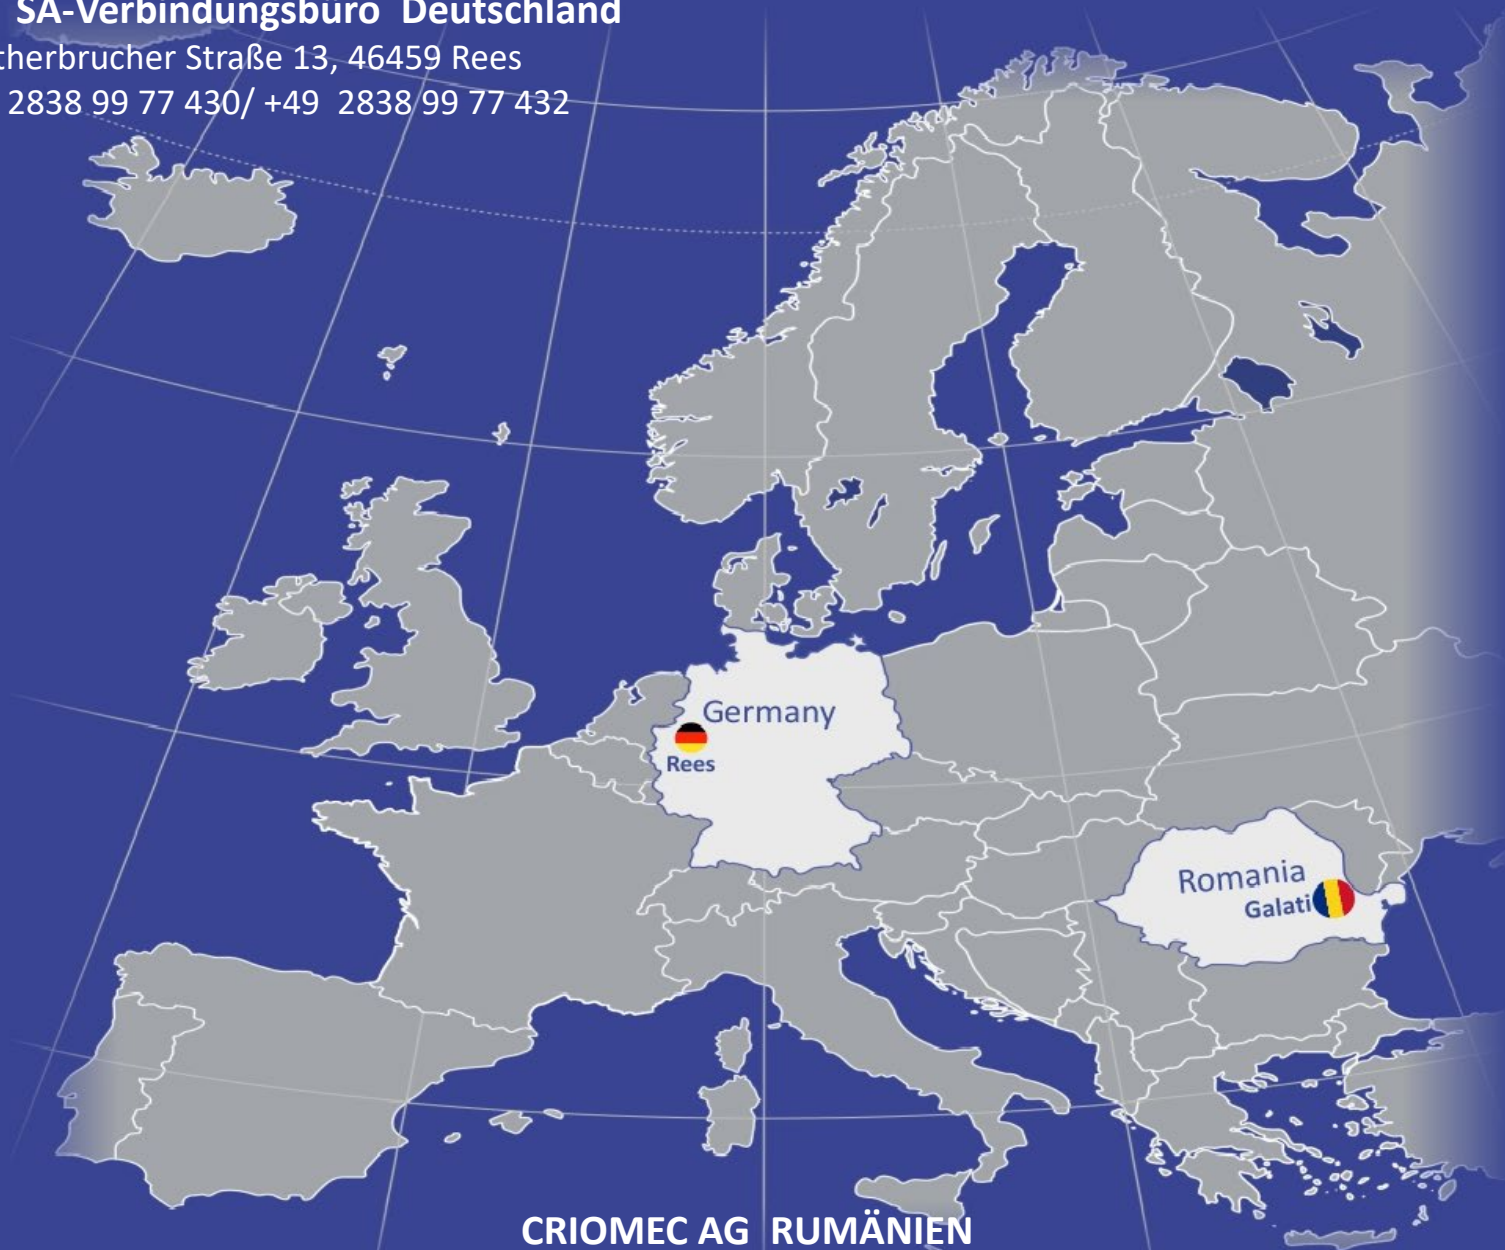 SA-Verbindungsbüro Deutschland
Straße 13, 46459 Rees
2838 99 77 430/ +49 2838 99 77 432
Germany
Rees
Romania
Galati
CRIOMEC AG RUMÄNIEN